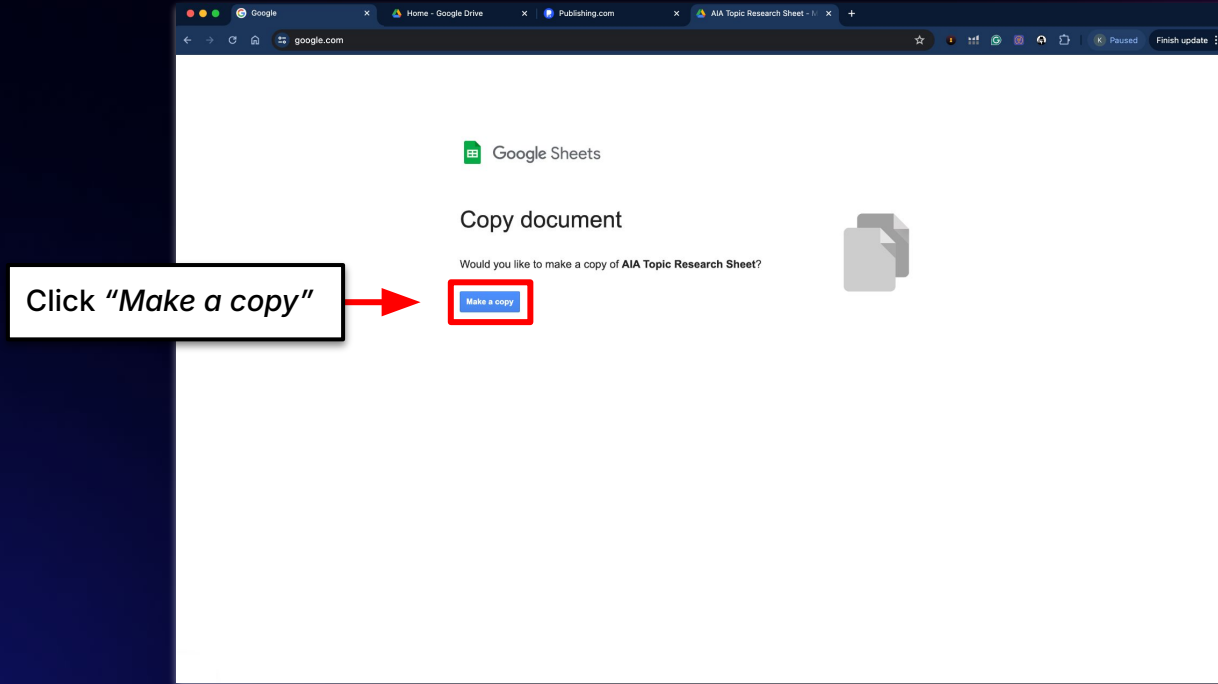 Google
Home - Google Drive
Publishing.com
AIA Topic Research Sheet - M
google.com
K Paused
Finish update
Google Sheets
Copy document
Would you like to make a copy of AIA Topic Research Sheet?
Make a copy
Click “Make a copy”